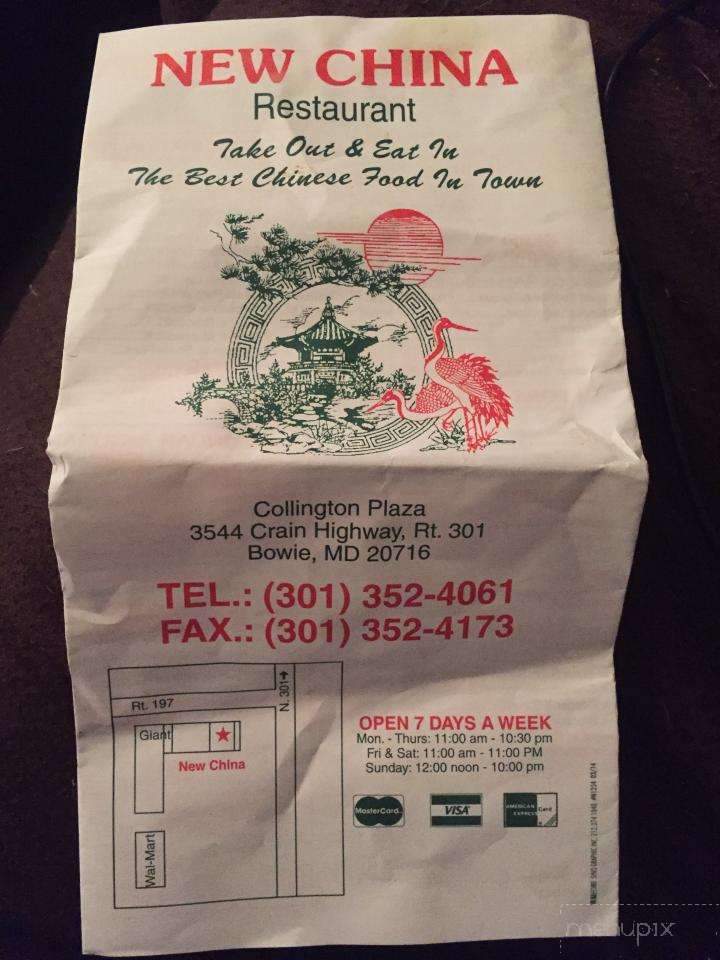 NEW CHINA
Restaurant
Take Out & Eat In
The Best Chinese Food In Town
Collington Plaza
3544 Crain Highway, Rt. 301
Bowie, MD 20716
TEL.: (301) 352-4061
FAX.: (301) 352-4173
Rt. 197
N. 301
Giant
New China
Wal-Mart
OPEN 7 DAYS A WEEK
Mon. - Thurs: 11:00 am - 10:30 pm
Fri & Sat: 11:00 am - 11:00 PM
Sunday: 12:00 noon - 10:00 pm
MasterCard
VISA
AMERICAN EXPRESS Card
menupix